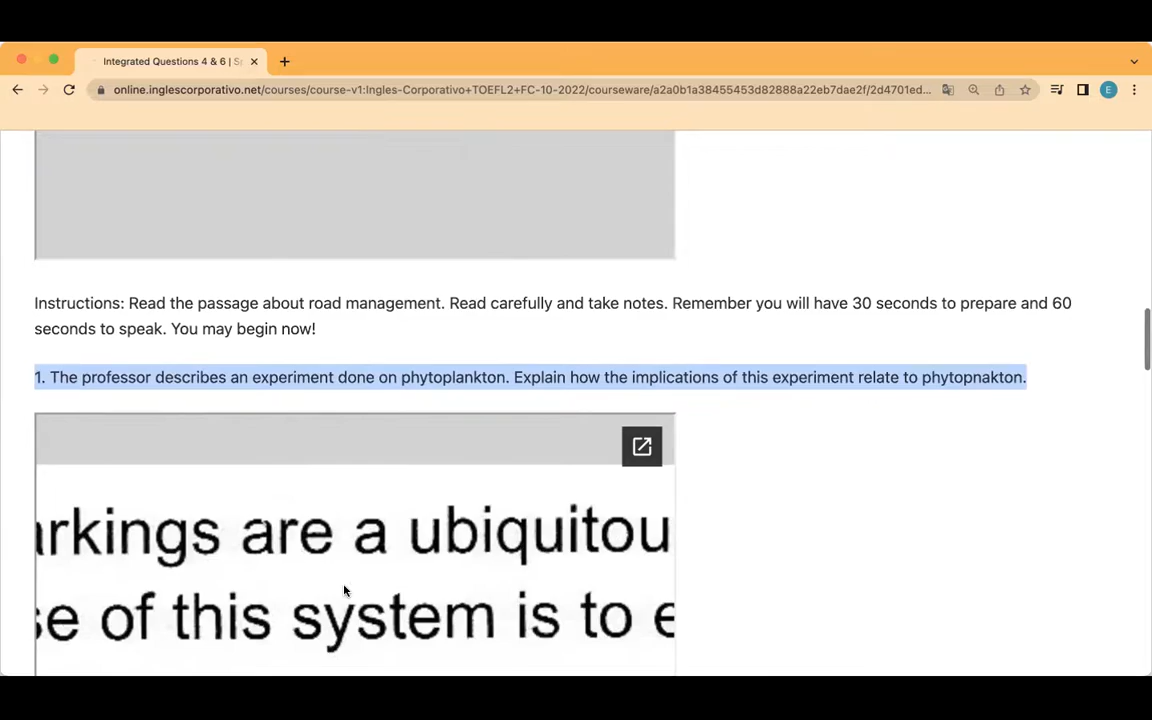 Integrated Questions 4 & 6 | S
online.inglescorporativo.net/courses/course-v1:Ingles-Corporativo+TOEFL2+FC-10-2022/courseware/a2a0b1a38455453d82888a22eb7dae2f/2d4701ed...
E
Instructions: Read the passage about road management. Read carefully and take notes. Remember you will have 30 seconds to prepare and 60
seconds to speak. You may begin now!
1. The professor describes an experiment done on phytoplankton. Explain how the implications of this experiment relate to phytopnakton.
arkings are a ubiquitou
se of this system is to e